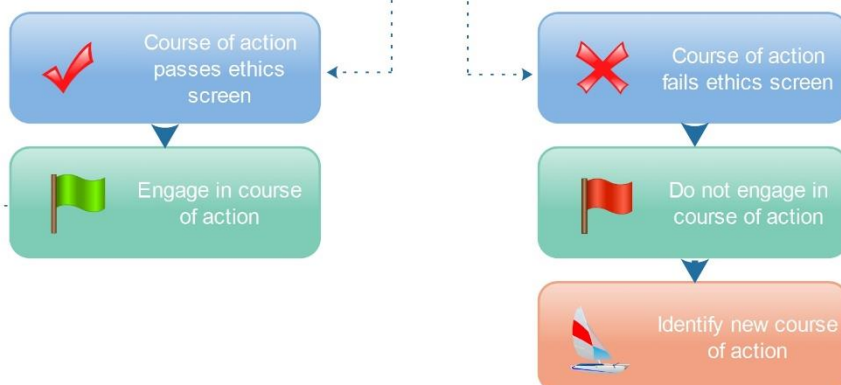 Course of action
passes ethics
screen
Course of action
fails ethics screen
Engage in course
of action
Do not engage in
course of action
Identify new course
of action